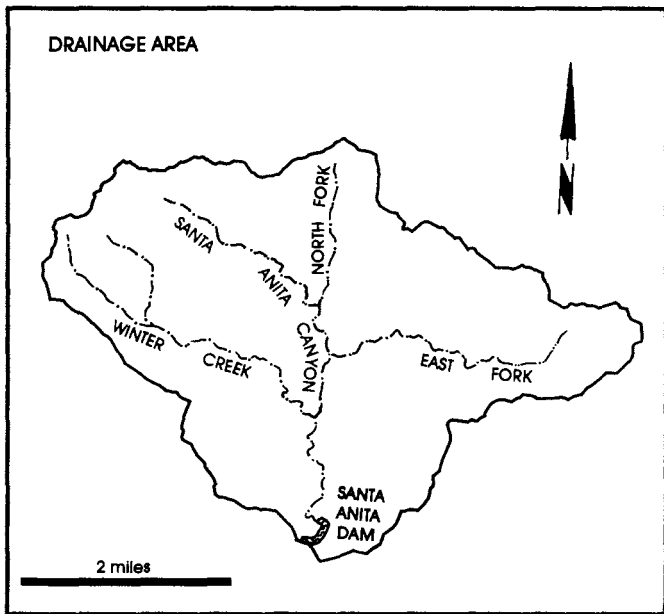 DRAINAGE AREA
N
NORTH FORK
SANTA ANITA CANYON
WINTER CREEK
EAST FORK
SANTA
ANITA
DAM
2 miles